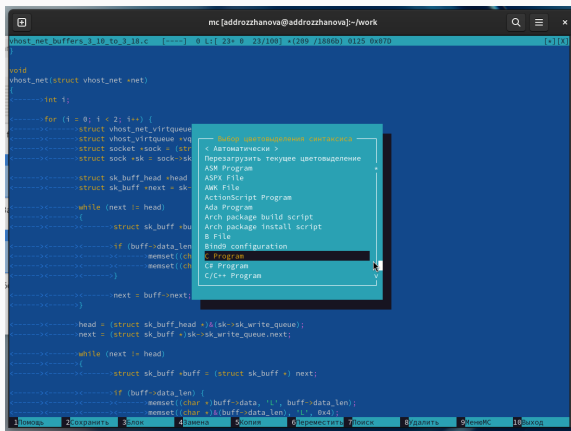 mc [addrozzhanova@addrozzhanova]:~/work
vhost_net_buffers_3_10_to_3_18.c [----] 0 L:[ 23+ 0 23/100] *(209 /1886b) 0125 0x07D [*][X]
}
void
vhost_net(struct vhost_net *net)
{
int i;
for (i = 0; i < 2; i++) {
struct vhost_net_virtqueue
struct vhost_virtqueue *vq
struct socket *sock = (str
struct sock *sk = sock->sk
struct sk_buff_head *head
struct sk_buff *next = sk-
while (next != head)
{
struct sk_buff *bu
if (buff->data_len
memset((ch
memset((ch
}
next = buff->next;
}
head = (struct sk_buff_head *)&(sk->sk_write_queue);
next = (struct sk_buff *)sk->sk_write_queue.next;
while (next != head)
{
struct sk_buff *buff = (struct sk_buff *) next;
if (buff->data_len) {
memset((char *)buff->data, 'L', buff->data_len);
memset((char *)&(buff->data_len), 'L', 0x4);
Выбор цветовыделения синтаксиса
< Автоматически >
Перезагрузить текущее цветовыделение
ASM Program
ASPX File
AWK File
ActionScript Program
Ada Program
Arch package build script
Arch package install script
B File
Bind9 configuration
C Program
C# Program
C/C++ Program
1Помощь 2Сохранить 3Блок 4Замена 5Копия 6Переместить 7Поиск 8Удалить 9МенюMC 10Выход